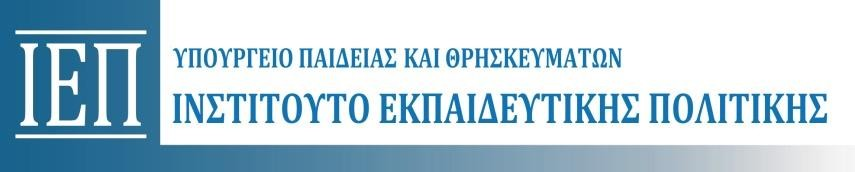 ΙΕΠ
ΥΠΟΥΡΓΕΙΟ ΠΑΙΔΕΙΑΣ ΚΑΙ ΘΡΗΣΚΕΥΜΑΤΩΝ
ΙΝΣΤΙΤΟΥΤΟ ΕΚΠΑΙΔΕΥΤΙΚΗΣ ΠΟΛΙΤΙΚΗΣ